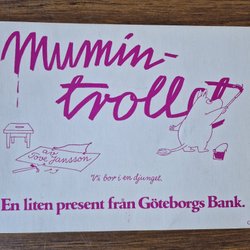 Mumin-
trollet
av
Tove Jansson
Vi bor i en djungel.
En liten present från Göteborgs Bank.